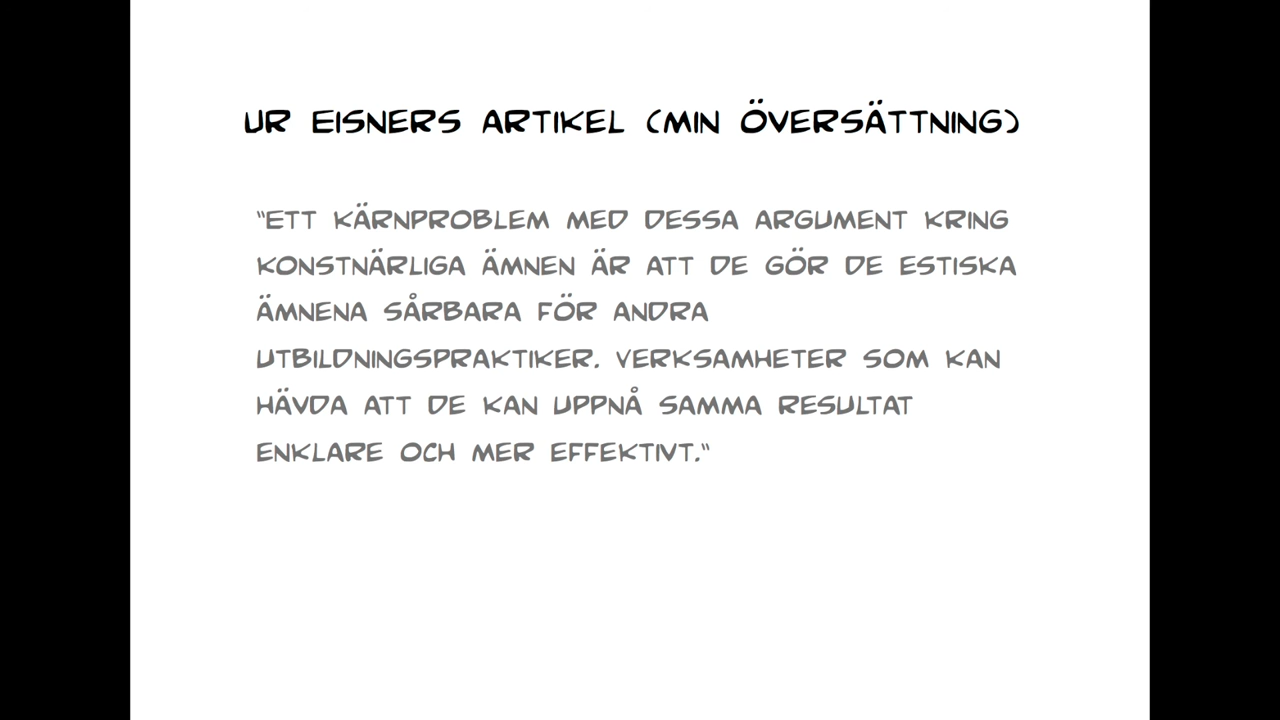 UR EISNERS ARTIKEL (MIN ÖVERSÄTTNING)
"ETT KÄRNPROBLEM MED DESSA ARGUMENT KRING
KONSTNÄRLIGA ÄMNEN ÄR ATT DE GÖR DE ESTISKA
ÄMNENA SÅRBARA FÖR ANDRA
UTBILDNINGSPRAKTIKER. VERKSAMHETER SOM KAN
HÄVDA ATT DE KAN UPPNÅ SAMMA RESULTAT
ENKLARE OCH MER EFFEKTIVT."